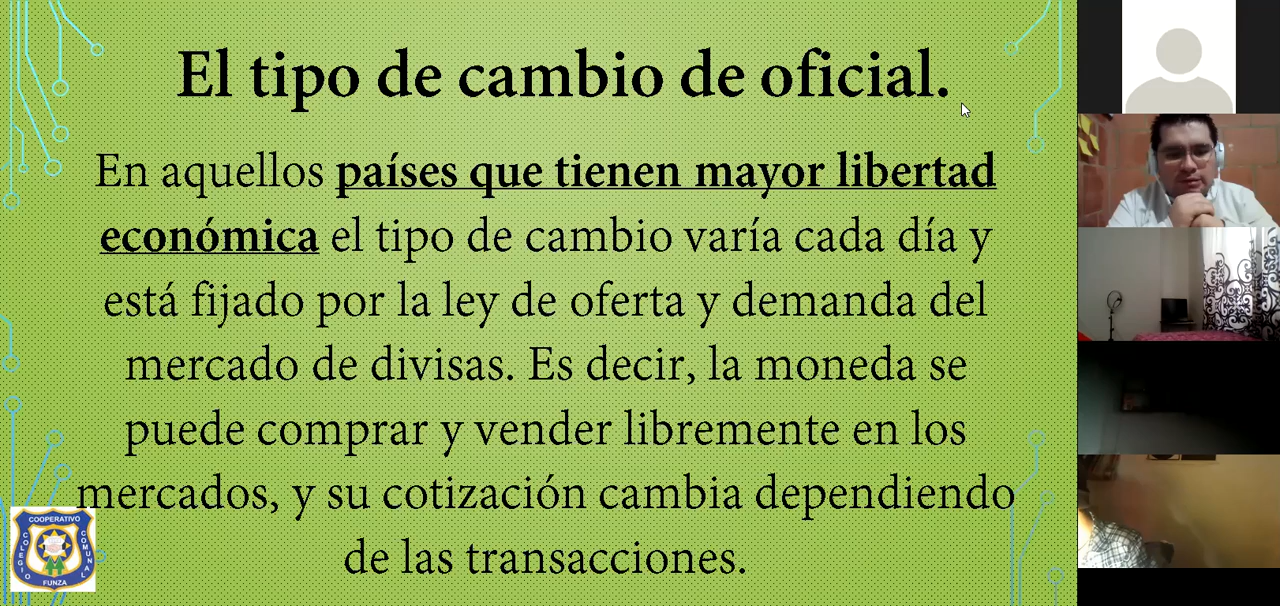 El tipo de cambio de oficial.
En aquellos países que tienen mayor libertad
económica el tipo de cambio varía cada día y
está fijado por la ley de oferta y demanda del
mercado de divisas. Es decir, la moneda se
puede comprar y vender libremente en los
mercados, y su cotización cambia dependiendo
de las transacciones.
COOPERATIVO
COLEGIO
COMUNAL
FUNZA